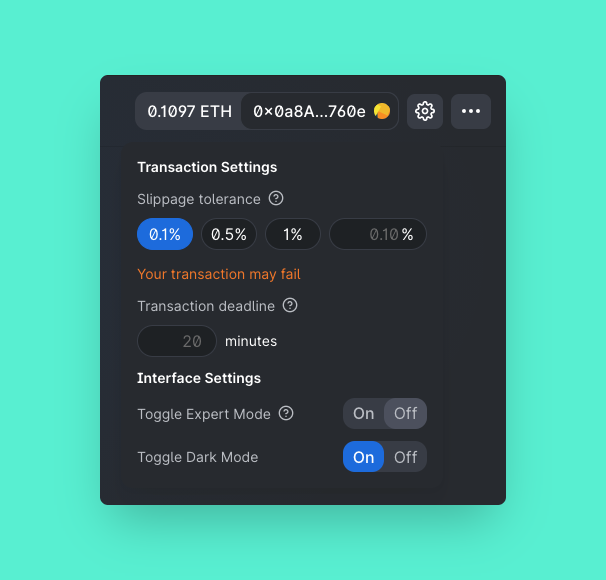 0.1097 ETH 0x0a8A...760e
Transaction Settings
Slippage tolerance ?
0.1% 0.5% 1% 0.10 %
Your transaction may fail
Transaction deadline ?
20 minutes
Interface Settings
Toggle Expert Mode ? On Off
Toggle Dark Mode On Off